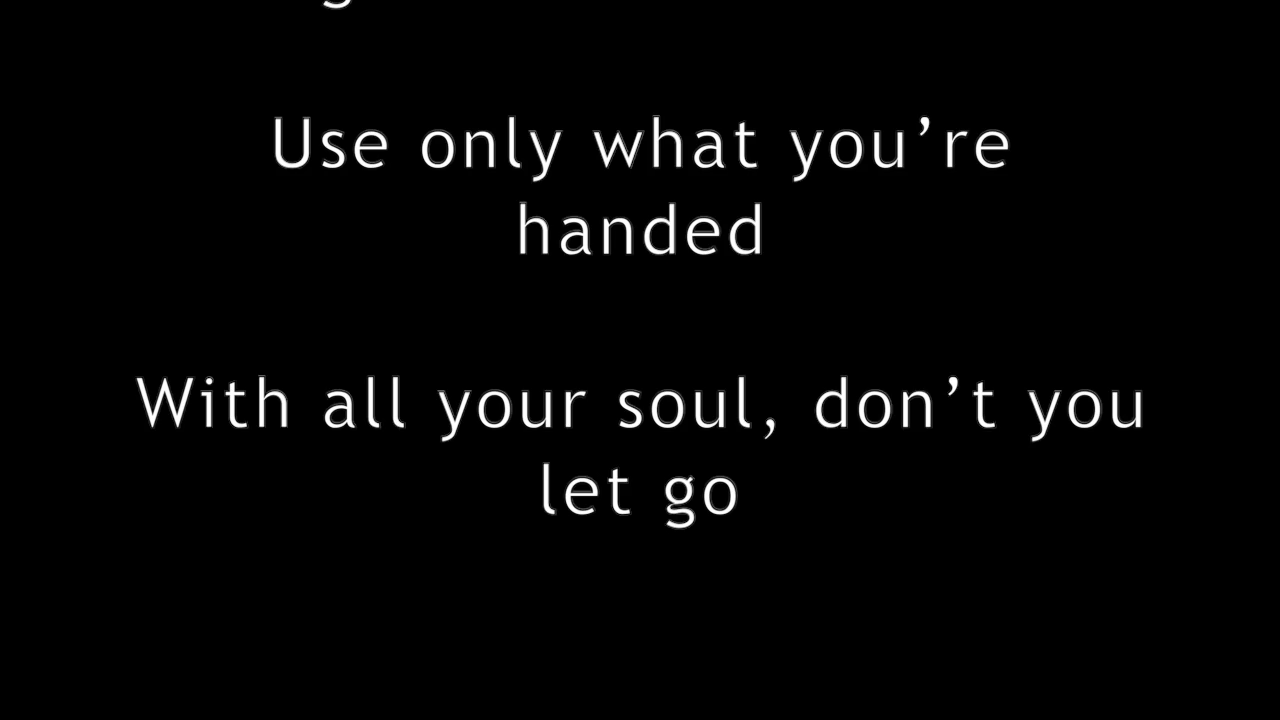 Use only what you’re
handed
With all your soul, don’t you
let go